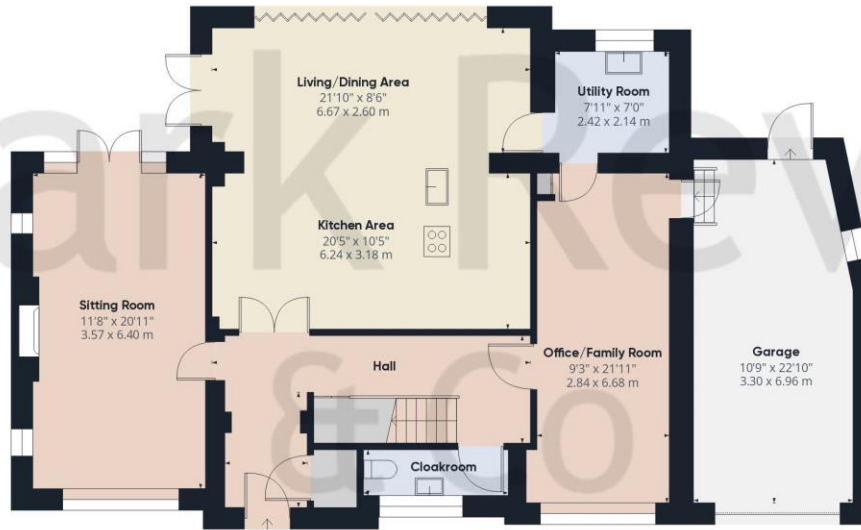 Living/Dining Area
21'10" x 8'6"
6.67 x 2.60 m
Utility Room
7'11" x 7'0"
2.42 x 2.14 m
Kitchen Area
20'5" x 10'5"
6.24 x 3.18 m
Sitting Room
11'8" x 20'11"
3.57 x 6.40 m
Hall
Office/Family Room
9'3" x 21'11"
2.84 x 6.68 m
Garage
10'9" x 22'10"
3.30 x 6.96 m
Cloakroom
ark Rev
& Co